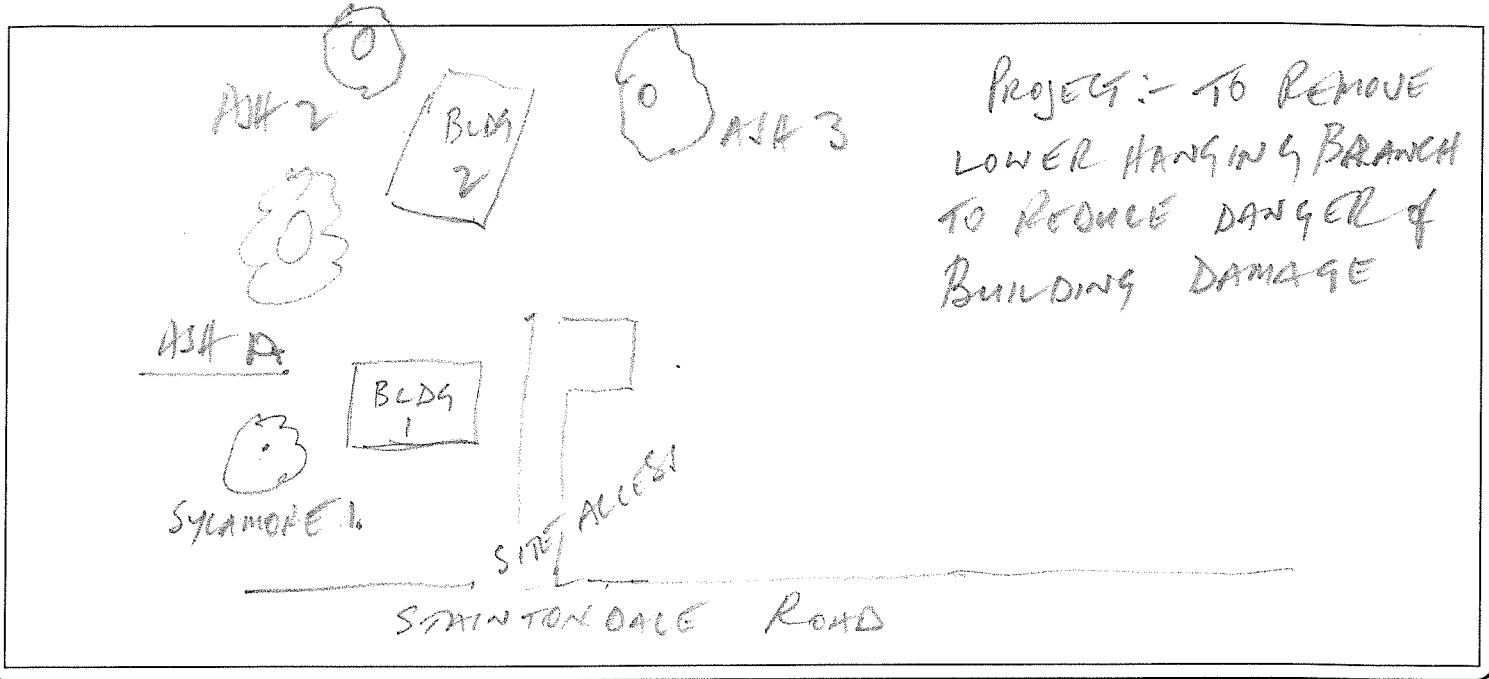 ASH 2
BLDG
2
ASH 3
PROJECT:- TO REMOVE
LOWER HANGING BRANCH
TO REDUCE DANGER of
BUILDING DAMAGE
ASH A
BLDG
1
SYCAMORE 1.
SITE ACCESS
STAINTONDALE ROAD